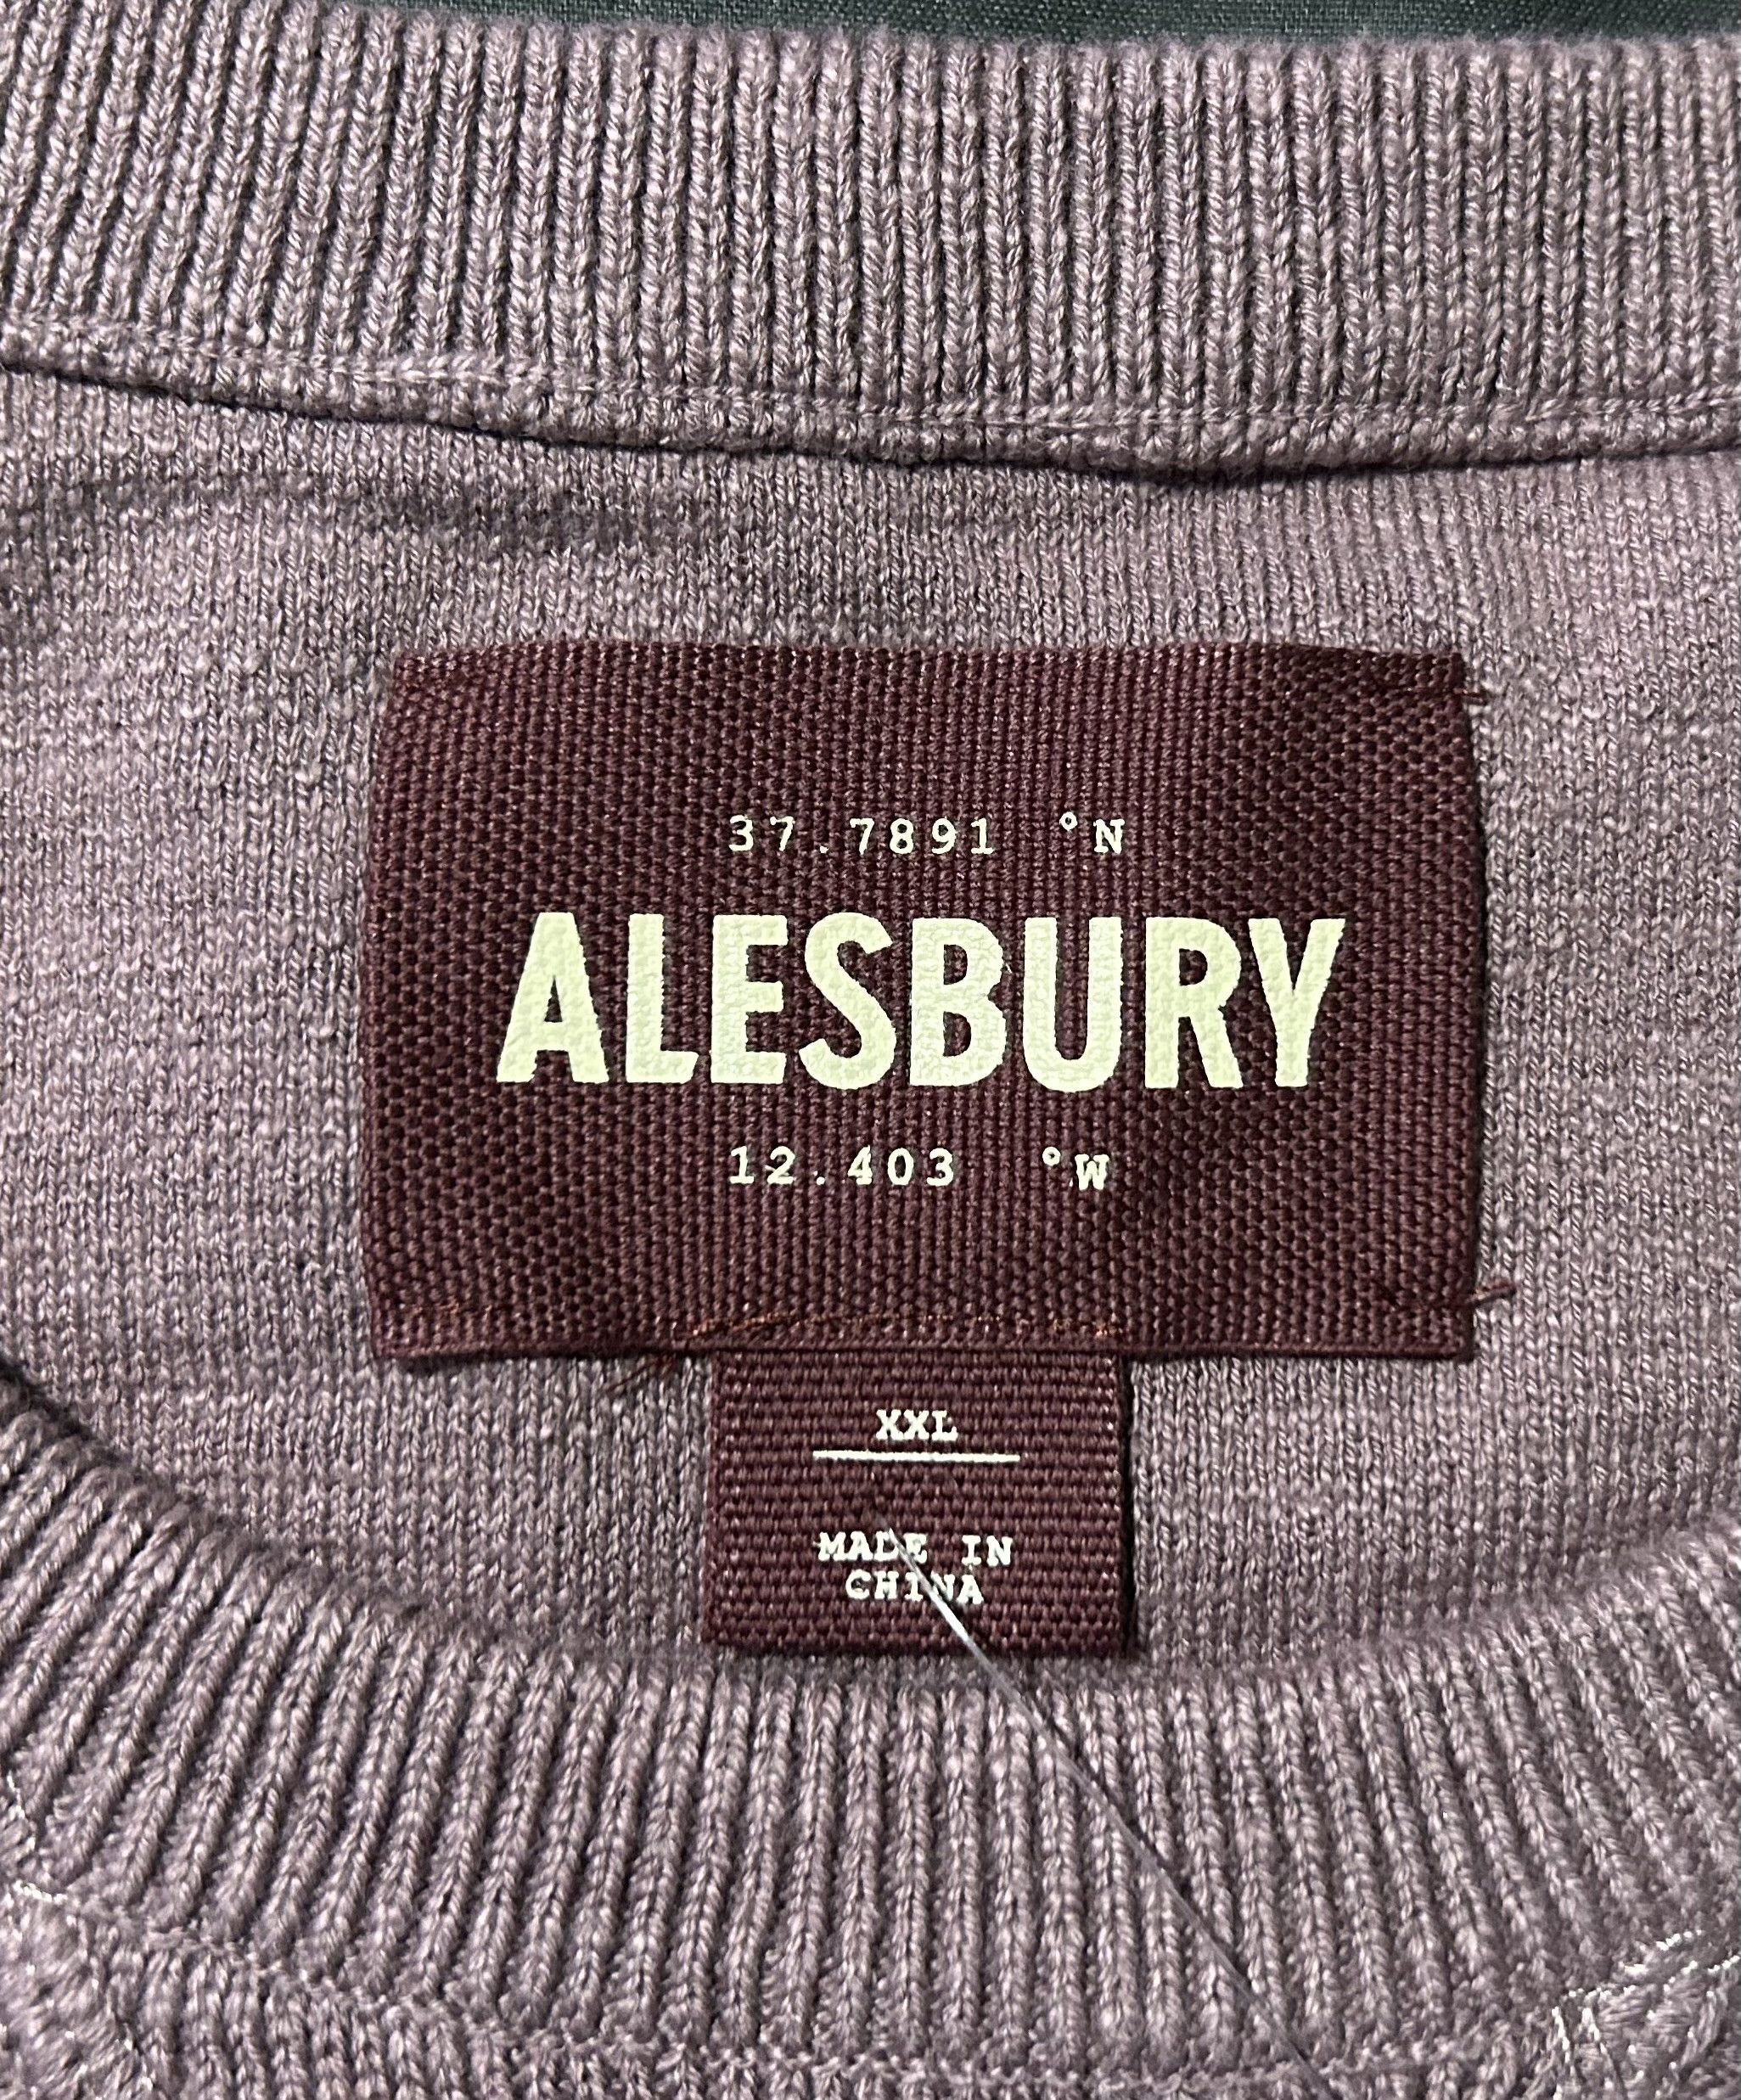 37.7891 °N
ALESBURY
12.403 °W
XXL
MADE IN
CHINA